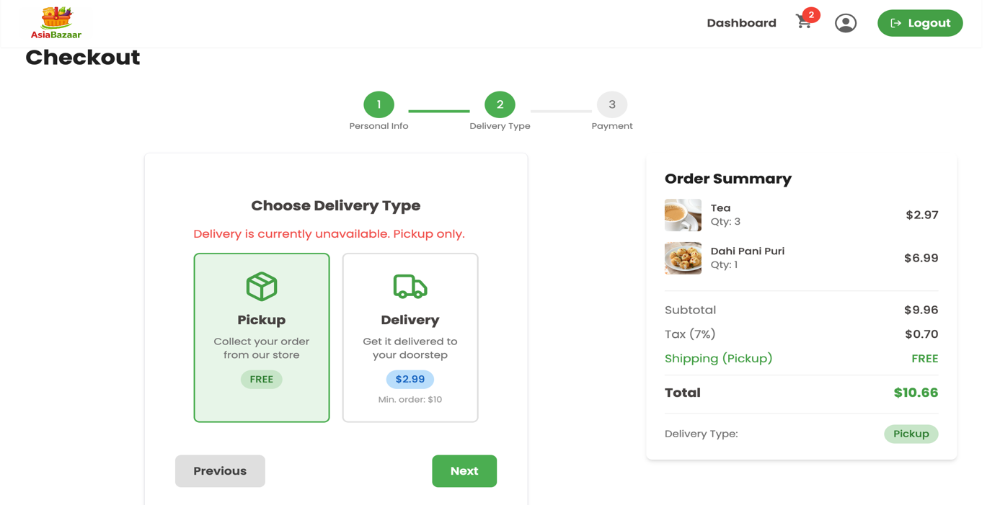 AsiaBazaar
Dashboard
2
Logout
Checkout
1
2
3
Personal Info
Delivery Type
Payment
Choose Delivery Type
Delivery is currently unavailable. Pickup only.
Pickup
Collect your order
from our store
FREE
Delivery
Get it delivered to
your doorstep
$2.99
Min. order: $10
Previous
Next
Order Summary
Tea
Qty: 3
$2.97
Dahi Pani Puri
Qty: 1
$6.99
Subtotal $9.96
Tax (7%) $0.70
Shipping (Pickup) FREE
Total $10.66
Delivery Type: Pickup